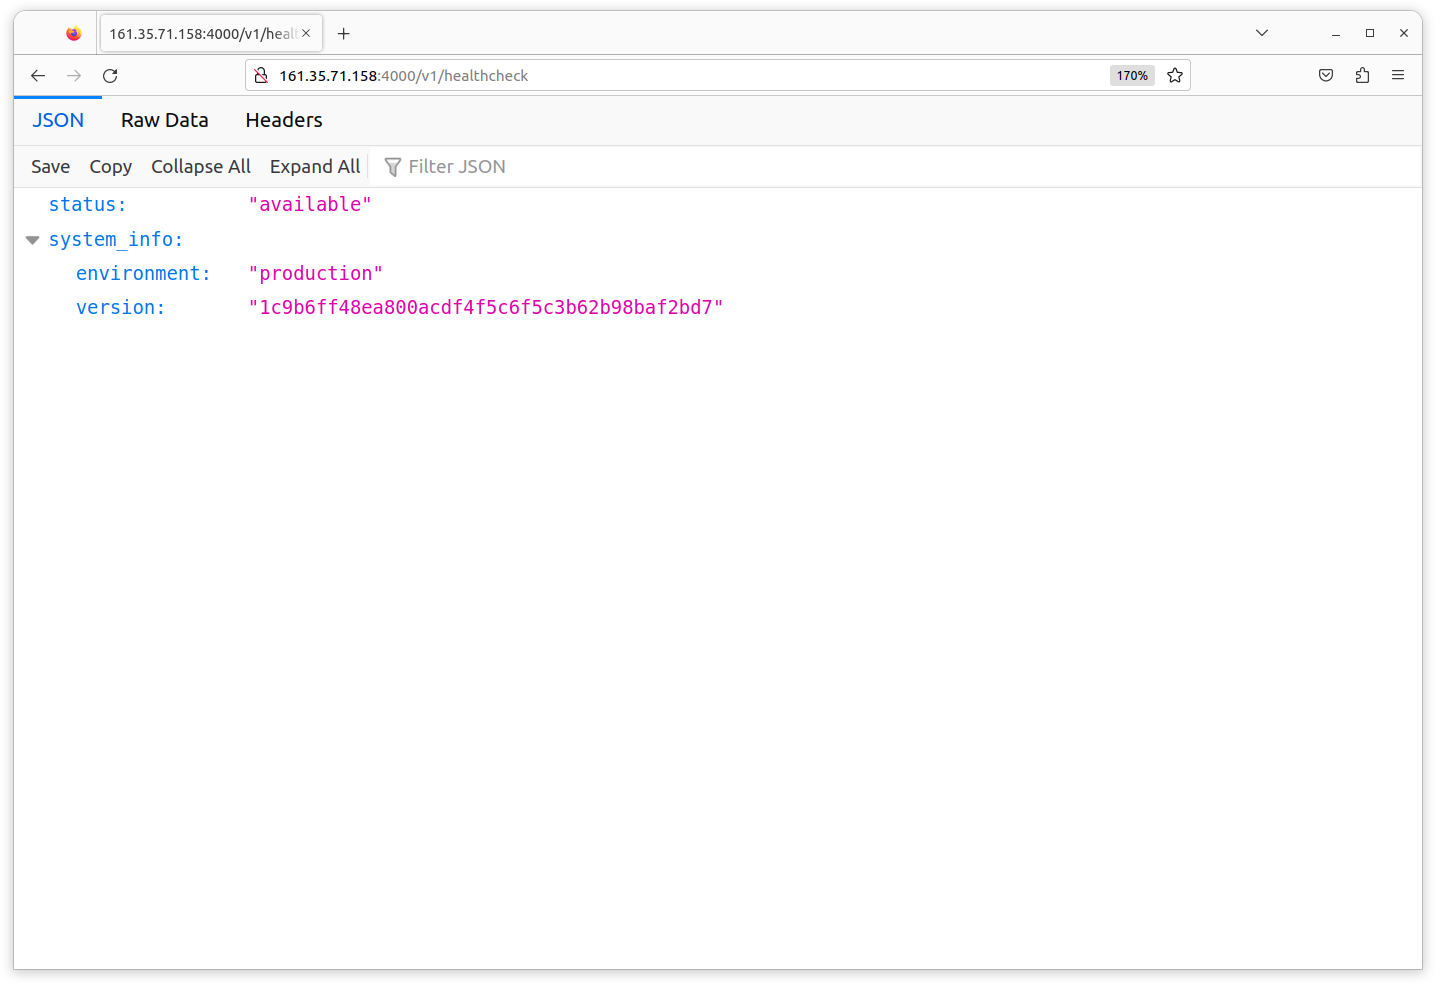 161.35.71.158:4000/v1/heal
161.35.71.158:4000/v1/healthcheck 170%
JSON Raw Data Headers
Save Copy Collapse All Expand All Filter JSON
status: "available"
system_info:
environment: "production"
version: "1c9b6ff48ea800acdf4f5c6f5c3b62b98baf2bd7"